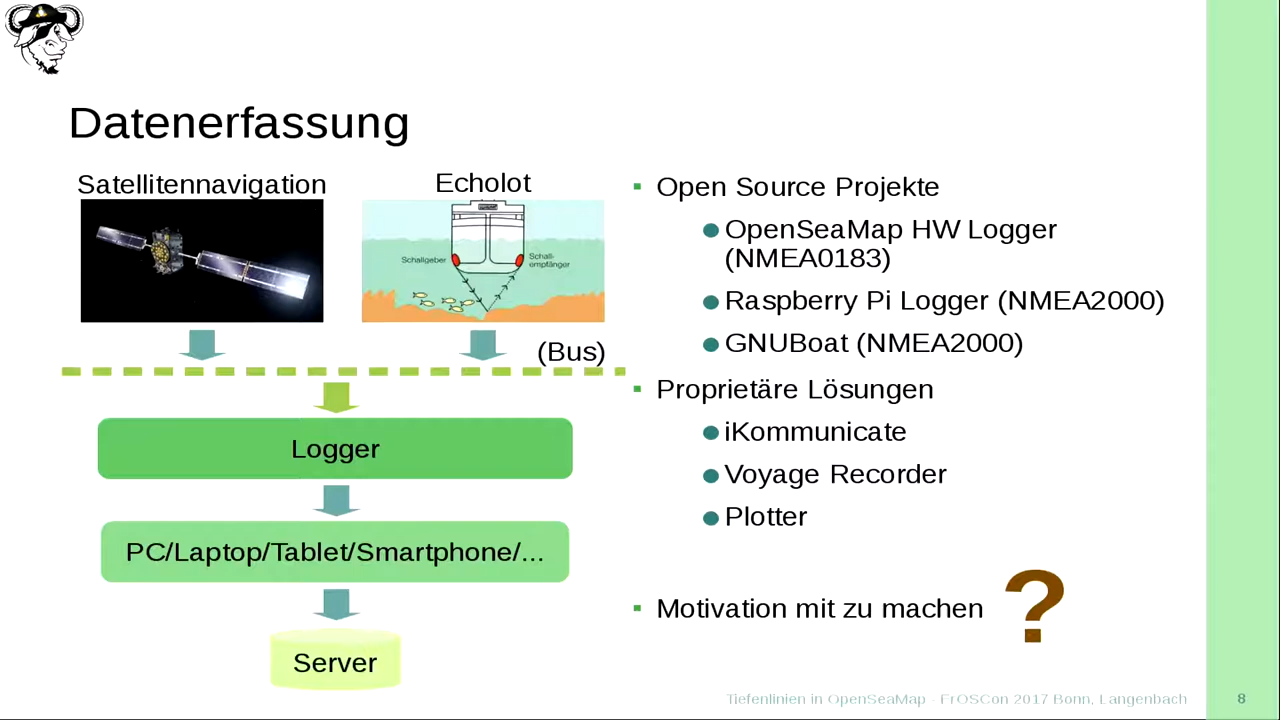 Datenerfassung
Satellitennavigation
Echolot
Schallgeber
Schall-
empfänger
(Bus)
Logger
PC/Laptop/Tablet/Smartphone/...
Server
Open Source Projekte
OpenSeaMap HW Logger
(NMEA0183)
Raspberry Pi Logger (NMEA2000)
GNUBoat (NMEA2000)
Proprietäre Lösungen
iKommunicate
Voyage Recorder
Plotter
Motivation mit zu machen ?
Tiefenlinien in OpenSeaMap - FrOSCon 2017 Bonn, Langenbach 8